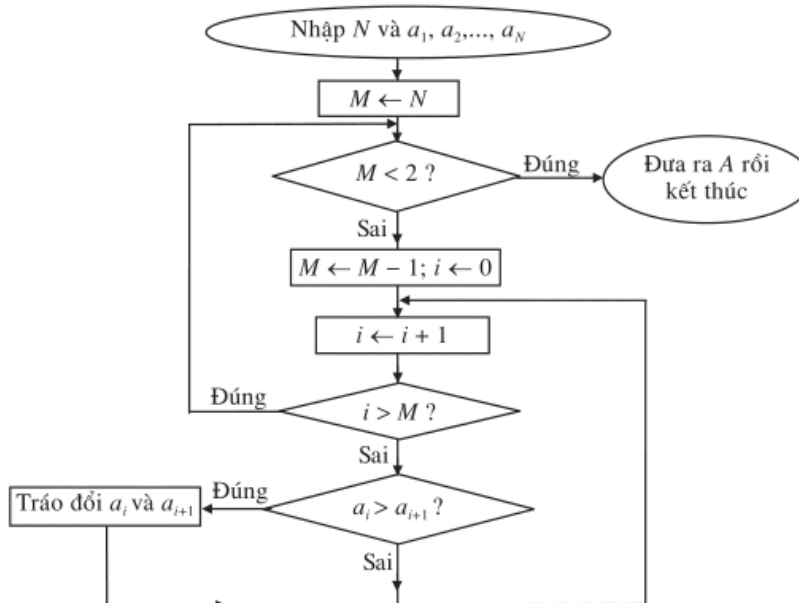 Nhập N và a₁, a₂,..., a_N
M ← N
M < 2 ?
Đúng
Đưa ra A rồi
kết thúc
Sai
M ← M − 1; i ← 0
i ← i + 1
Đúng
i > M ?
Sai
Tráo đổi aᵢ và aᵢ₊₁
Đúng
aᵢ > aᵢ₊₁ ?
Sai